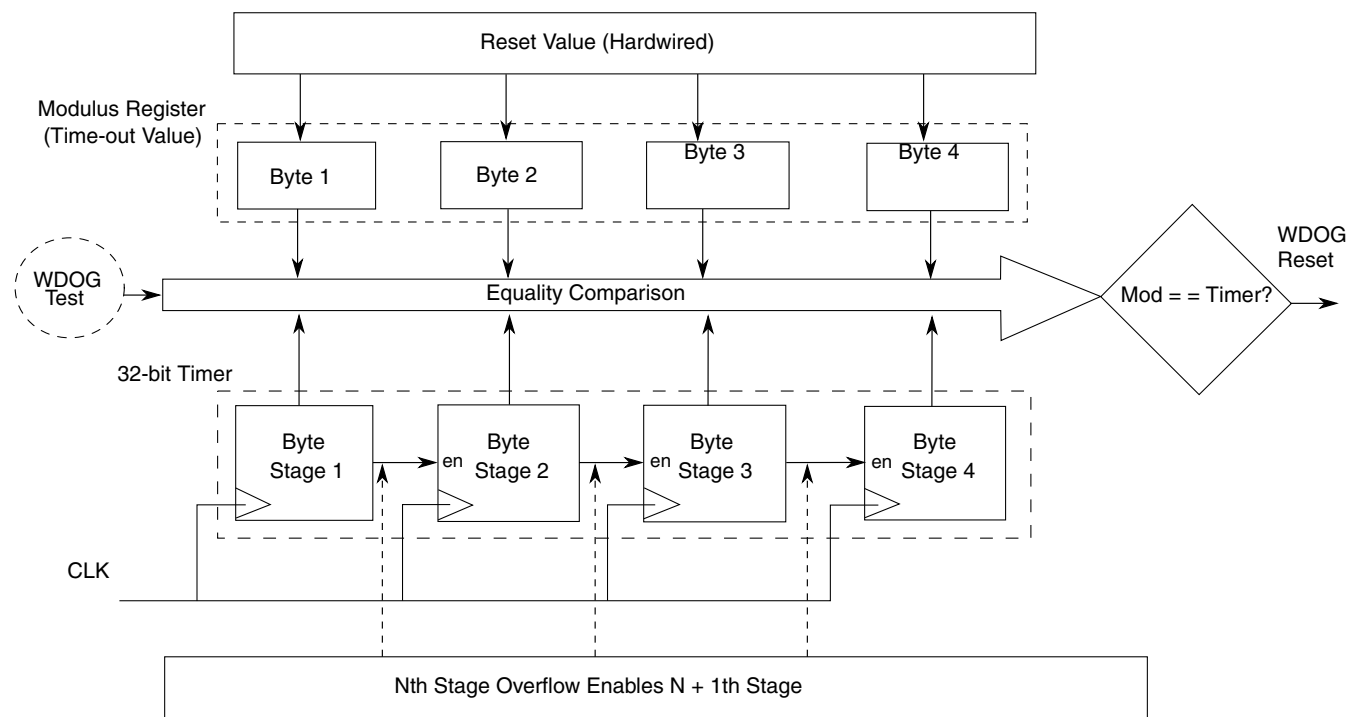 Reset Value (Hardwired)
Modulus Register
(Time-out Value)
Byte 1
Byte 2
Byte 3
Byte 4
WDOG
Test
Equality Comparison
Mod = = Timer?
WDOG
Reset
32-bit Timer
Byte
Stage 1
en
Byte
Stage 2
en
Byte
Stage 3
en
Byte
Stage 4
CLK
Nth Stage Overflow Enables N + 1th Stage